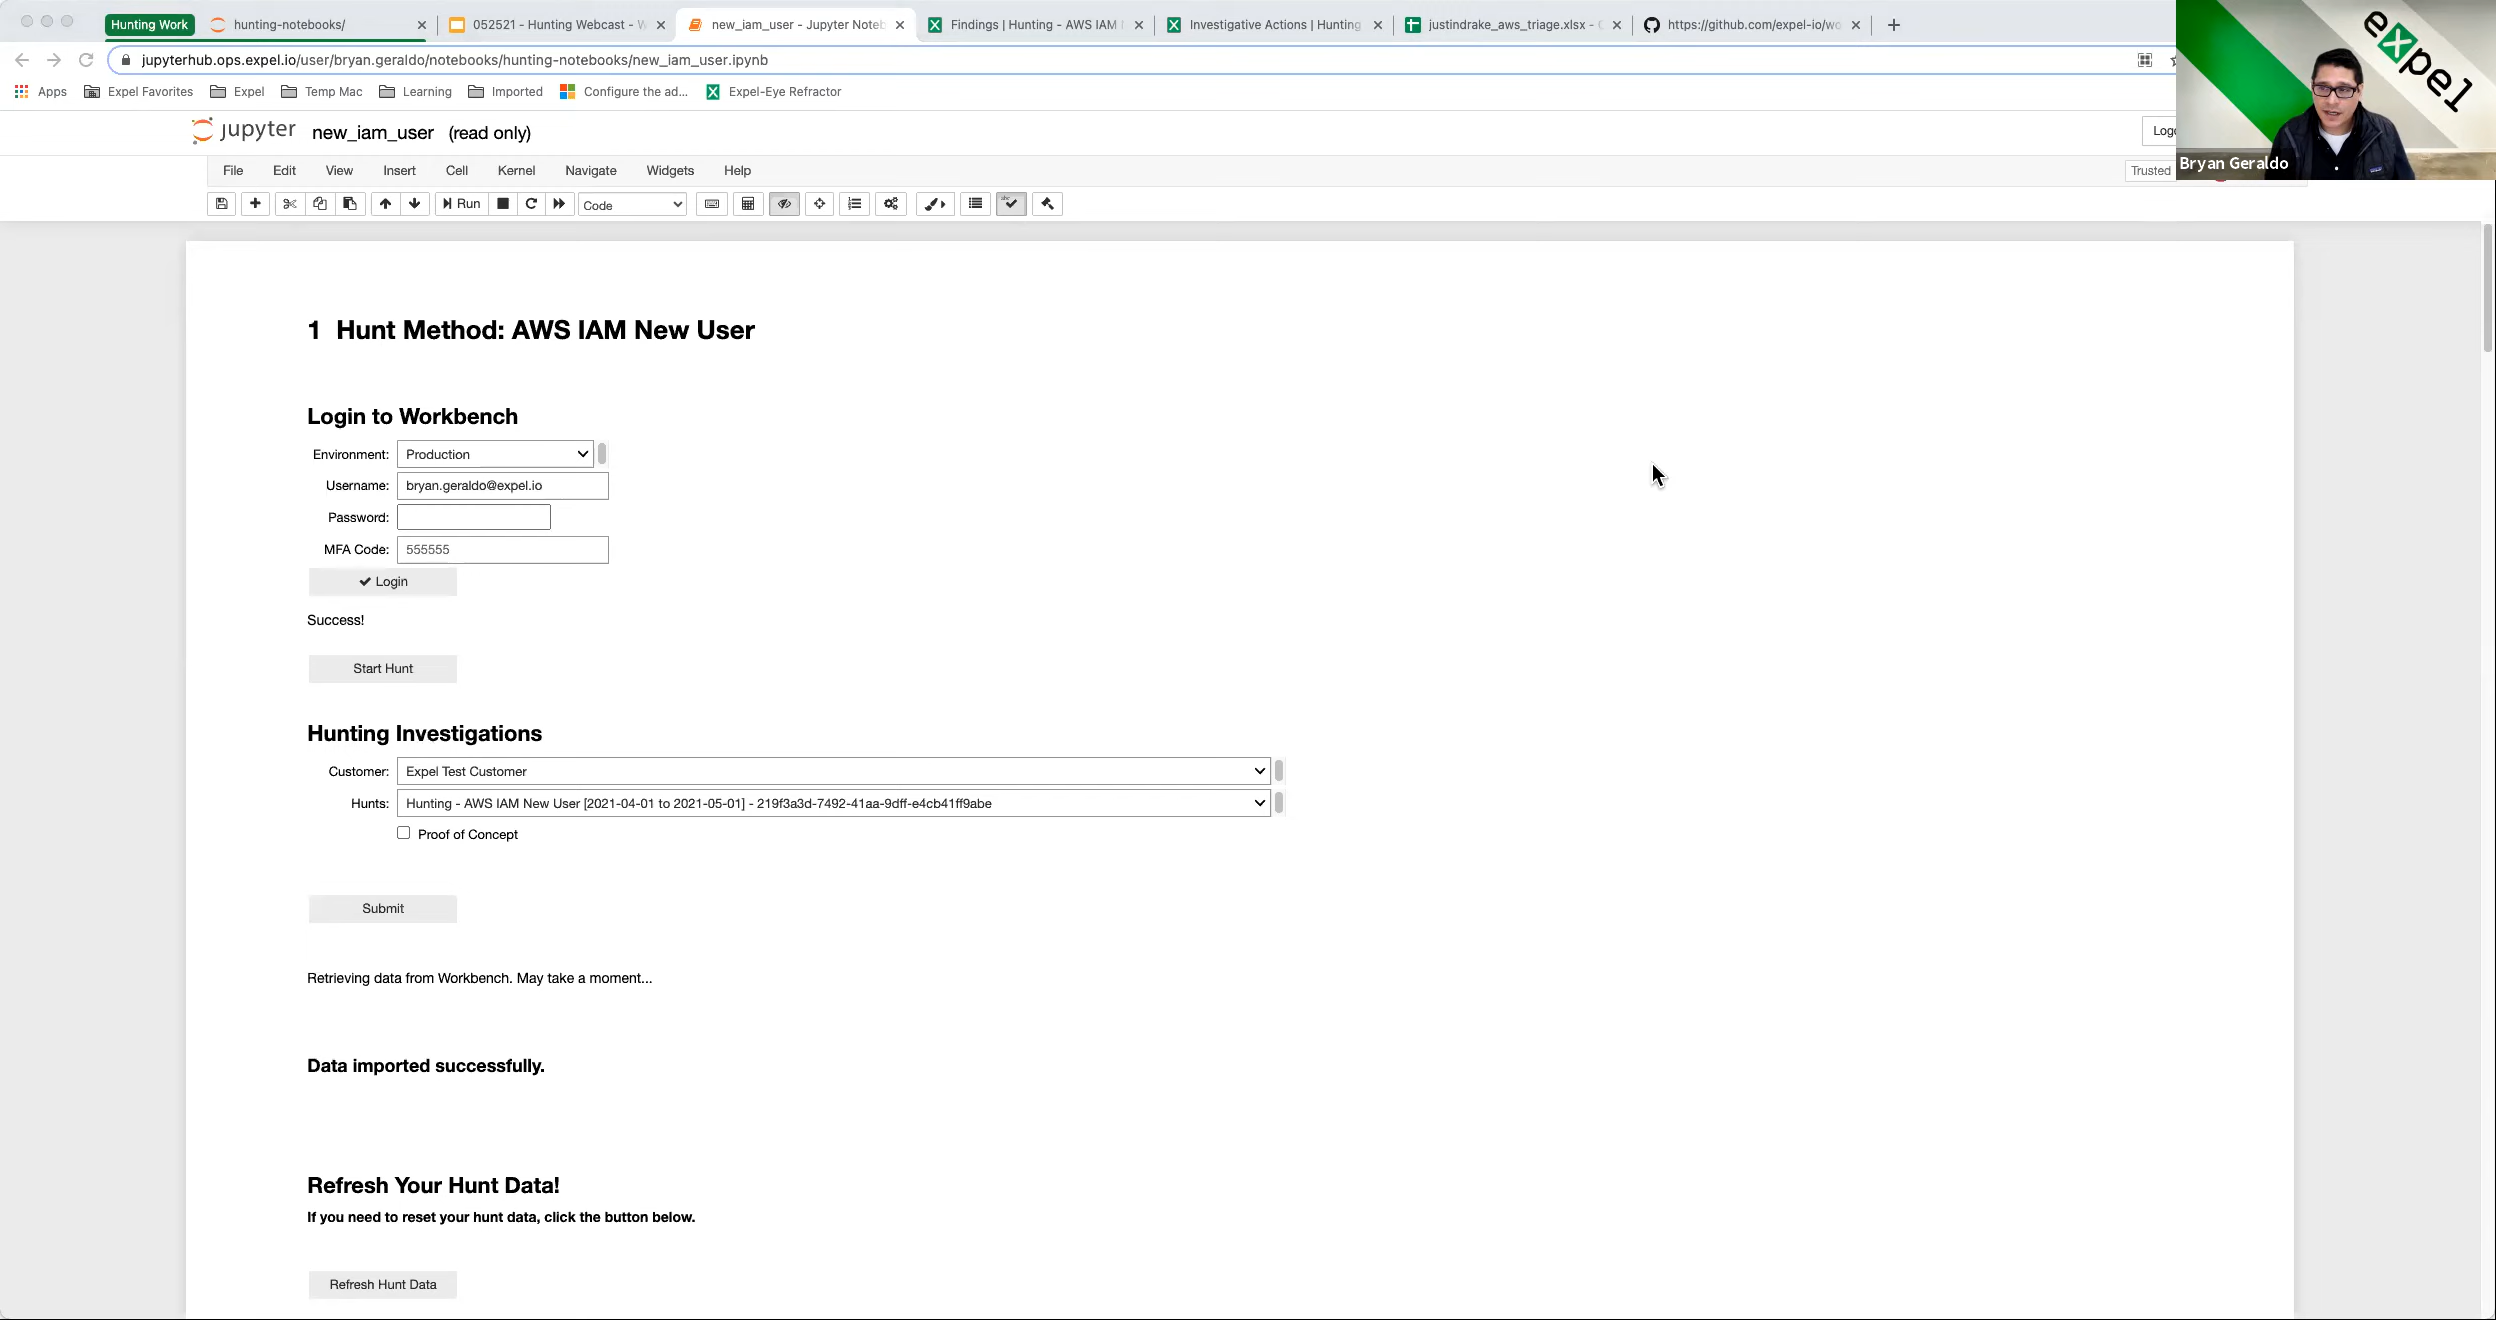 Hunting Work
hunting-notebooks/
052521 - Hunting Webcast - W
new_iam_user - Jupyter Noteb
Findings | Hunting - AWS IAM
Investigative Actions | Hunting
justindrake_aws_triage.xlsx -
https://github.com/expel-io/wo
jupyterhub.ops.expel.io/user/bryan.geraldo/notebooks/hunting-notebooks/new_iam_user.ipynb
Apps
Expel Favorites
Expel
Temp Mac
Learning
Imported
Configure the ad...
Expel-Eye Refractor
expel
Bryan Geraldo
jupyter new_iam_user (read only)
Logo
File Edit View Insert Cell Kernel Navigate Widgets Help
Trusted
Run
Code
1 Hunt Method: AWS IAM New User
Login to Workbench
Environment: Production
Username: bryan.geraldo@expel.io
Password:
MFA Code: 555555
Login
Success!
Start Hunt
Hunting Investigations
Customer: Expel Test Customer
Hunts: Hunting - AWS IAM New User [2021-04-01 to 2021-05-01] - 219f3a3d-7492-41aa-9dff-e4cb41ff9abe
Proof of Concept
Submit
Retrieving data from Workbench. May take a moment...
Data imported successfully.
Refresh Your Hunt Data!
If you need to reset your hunt data, click the button below.
Refresh Hunt Data